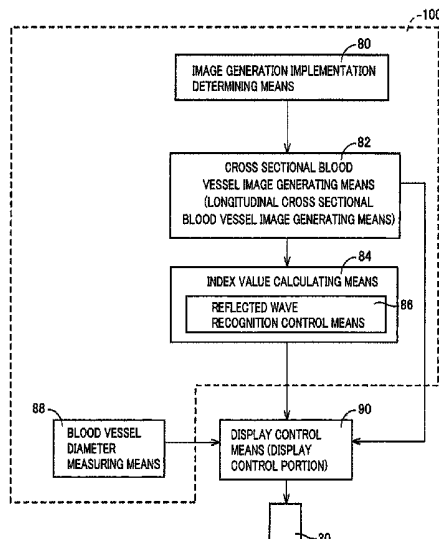 100
80
IMAGE GENERATION IMPLEMENTATION
DETERMINING MEANS
82
CROSS SECTIONAL BLOOD
VESSEL IMAGE GENERATING MEANS
(LONGITUDINAL CROSS SECTIONAL
BLOOD VESSEL IMAGE GENERATING MEANS)
84
INDEX VALUE CALCULATING MEANS
REFLECTED WAVE
RECOGNITION CONTROL MEANS
86
88
BLOOD VESSEL
DIAMETER
MEASURING MEANS
90
DISPLAY CONTROL
MEANS (DISPLAY
CONTROL PORTION)